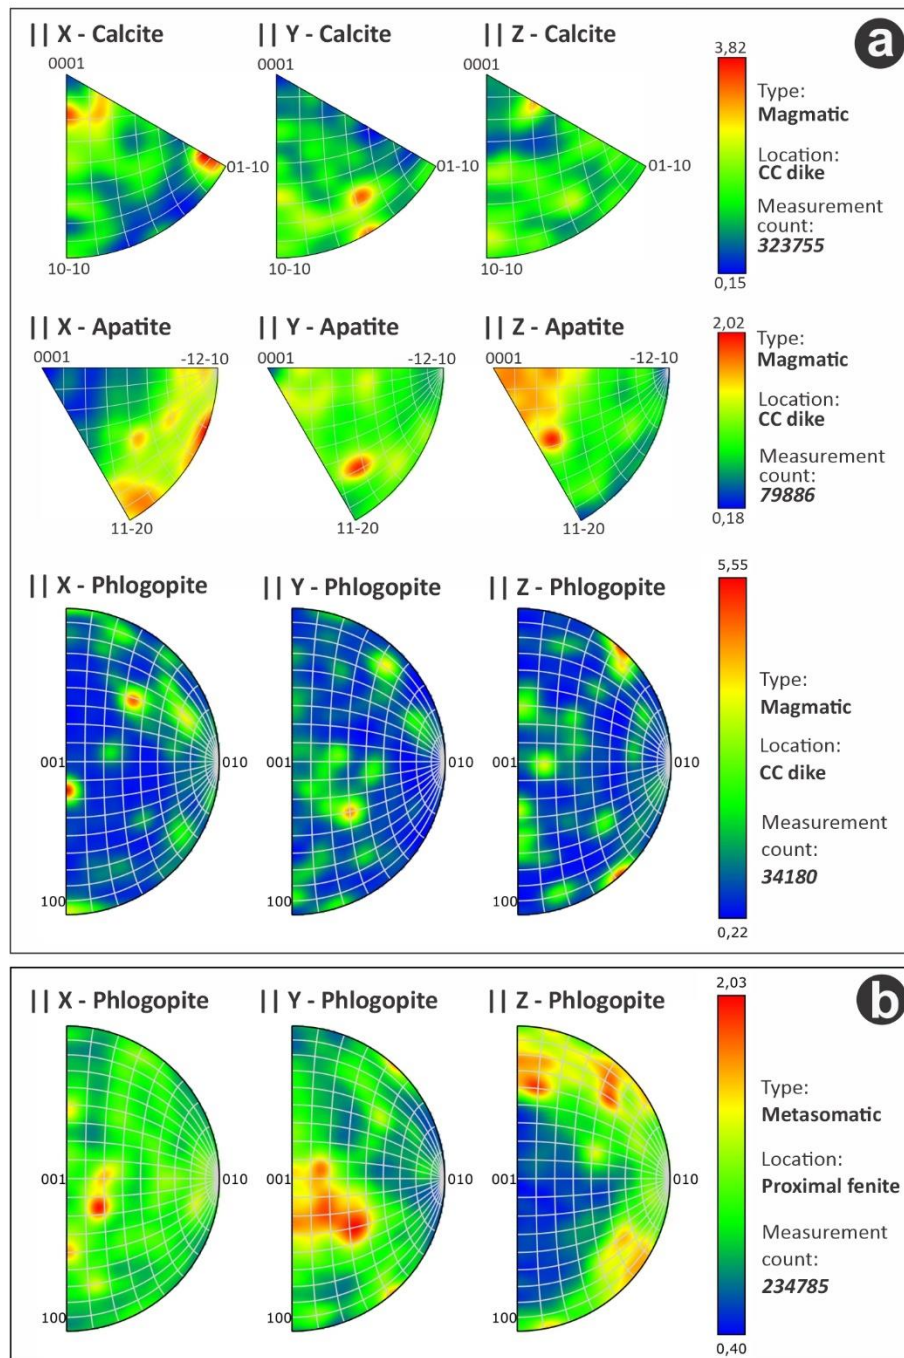 || X - Calcite || Y - Calcite || Z - Calcite a
0001 0001 0001
01-10 01-10 01-10
10-10 10-10 10-10
3,82
Type:
Magmatic
Location:
CC dike
Measurement
count:
323755
0,15
|| X - Apatite || Y - Apatite || Z - Apatite
0001 -12-10 0001 -12-10 0001 -12-10
11-20 11-20 11-20
2,02
Type:
Magmatic
Location:
CC dike
Measurement
count:
79886
0,18
|| X - Phlogopite || Y - Phlogopite || Z - Phlogopite
001 010 001 010 001 010
100 100 100
5,55
Type:
Magmatic
Location:
CC dike
Measurement
count:
34180
0,22
|| X - Phlogopite || Y - Phlogopite || Z - Phlogopite b
001 010 001 010 001 010
100 100 100
2,03
Type:
Metasomatic
Location:
Proximal fenite
Measurement
count:
234785
0,40